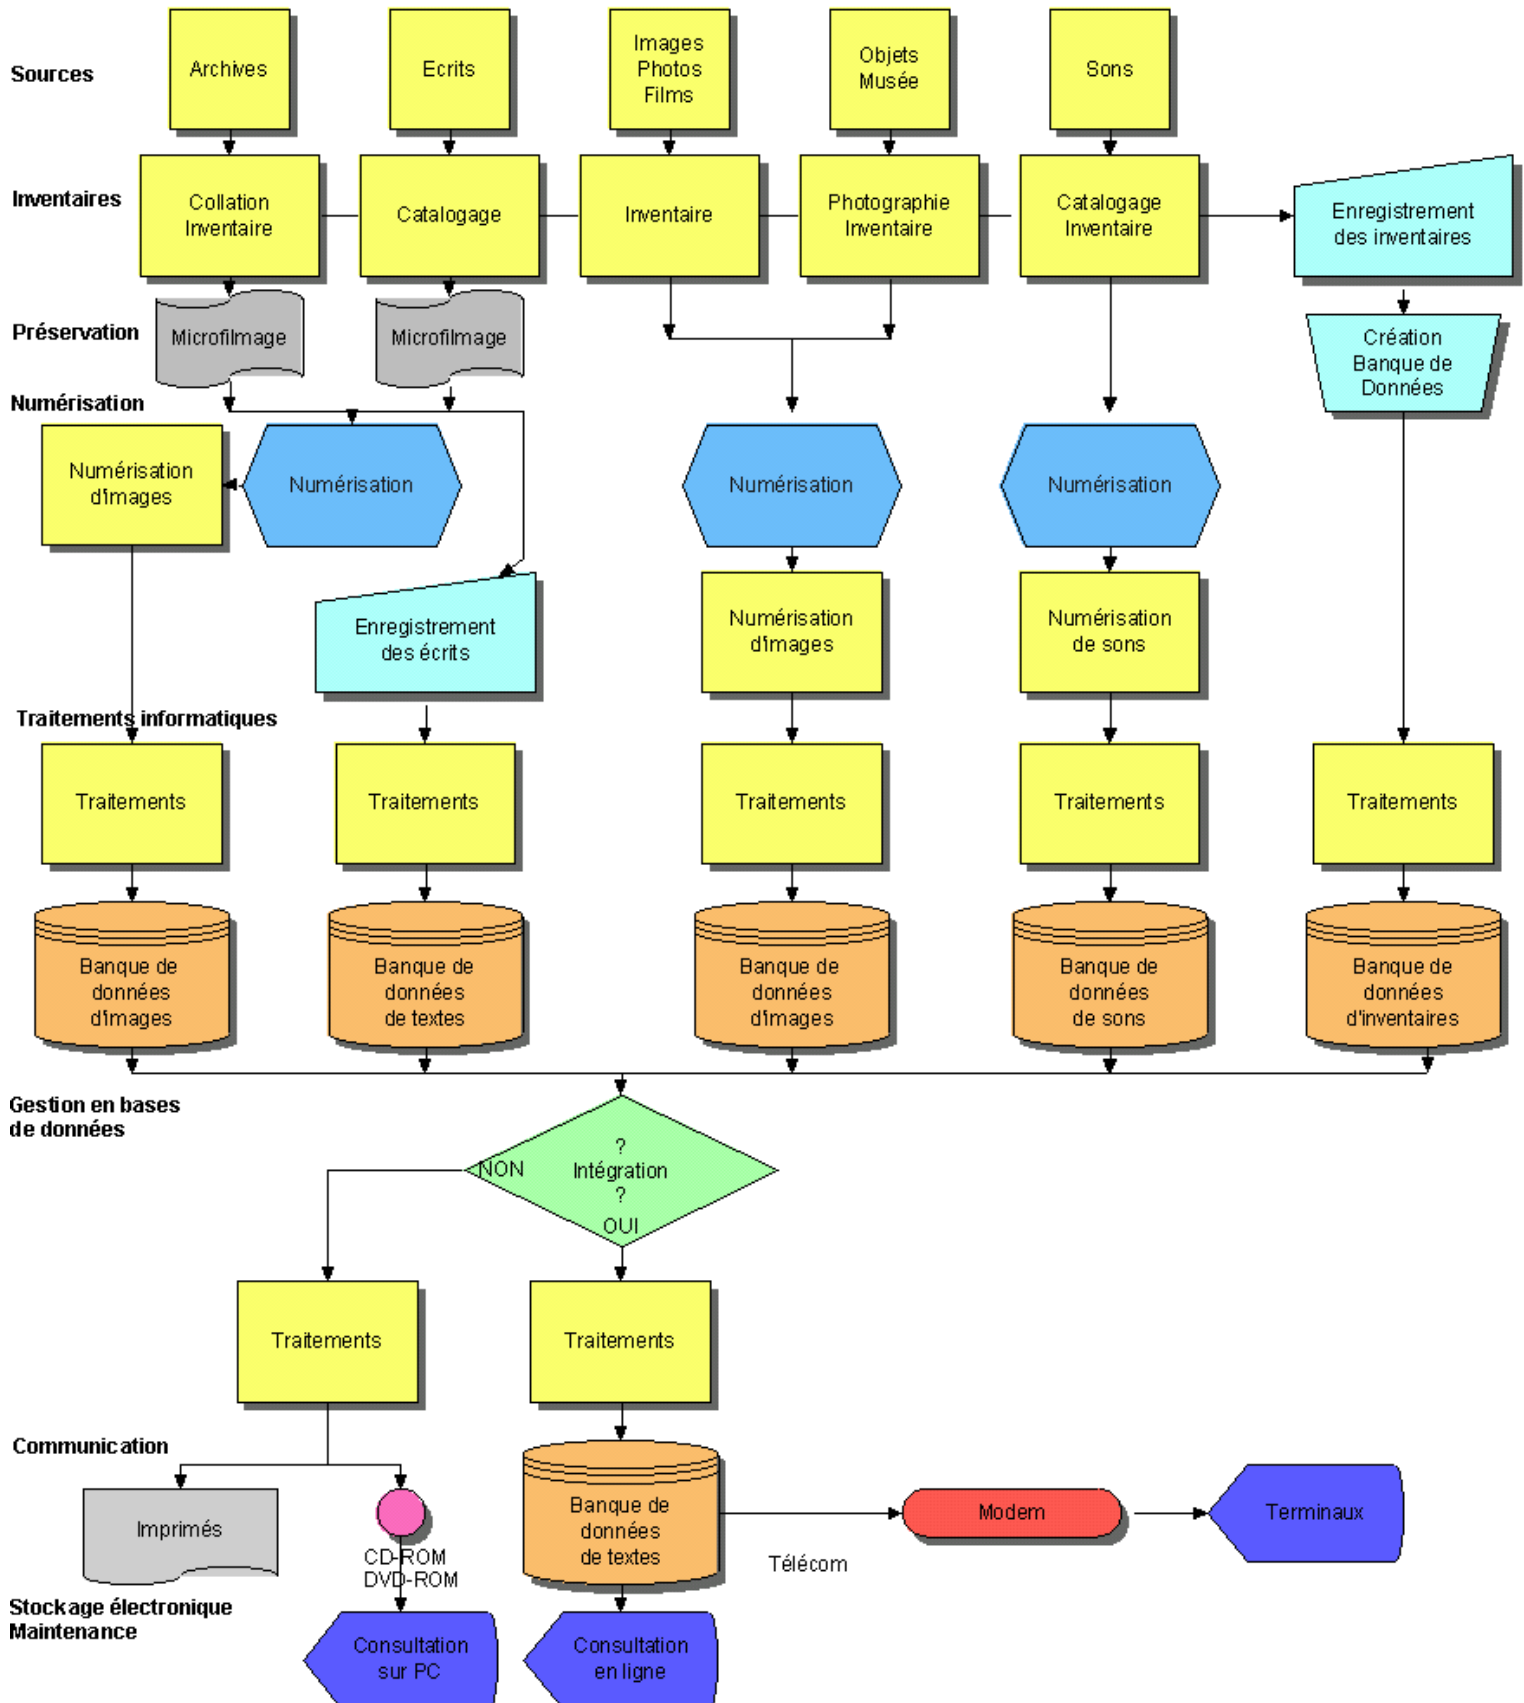 Sources
Archives
Ecrits
Images
Photos
Films
Objets
Musée
Sons
Inventaires
Collation
Inventaire
Catalogage
Inventaire
Photographie
Inventaire
Catalogage
Inventaire
Enregistrement
des inventaires
Préservation
Microfilmage
Microfilmage
Création
Banque de
Données
Numérisation
Numérisation
d'images
Numérisation
Numérisation
Numérisation
Enregistrement
des écrits
Numérisation
d'images
Numérisation
de sons
Traitements informatiques
Traitements
Traitements
Traitements
Traitements
Traitements
Banque de
données
d'images
Banque de
données
de textes
Banque de
données
d'images
Banque de
données
de sons
Banque de
données
d'inventaires
Gestion en bases
de données
?
NON
Intégration
?
OUI
Traitements
Traitements
Communication
Imprimés
CD-ROM
DVD-ROM
Banque de
données
de textes
Télécom
Modem
Terminaux
Stockage électronique
Maintenance
Consultation
sur PC
Consultation
en ligne